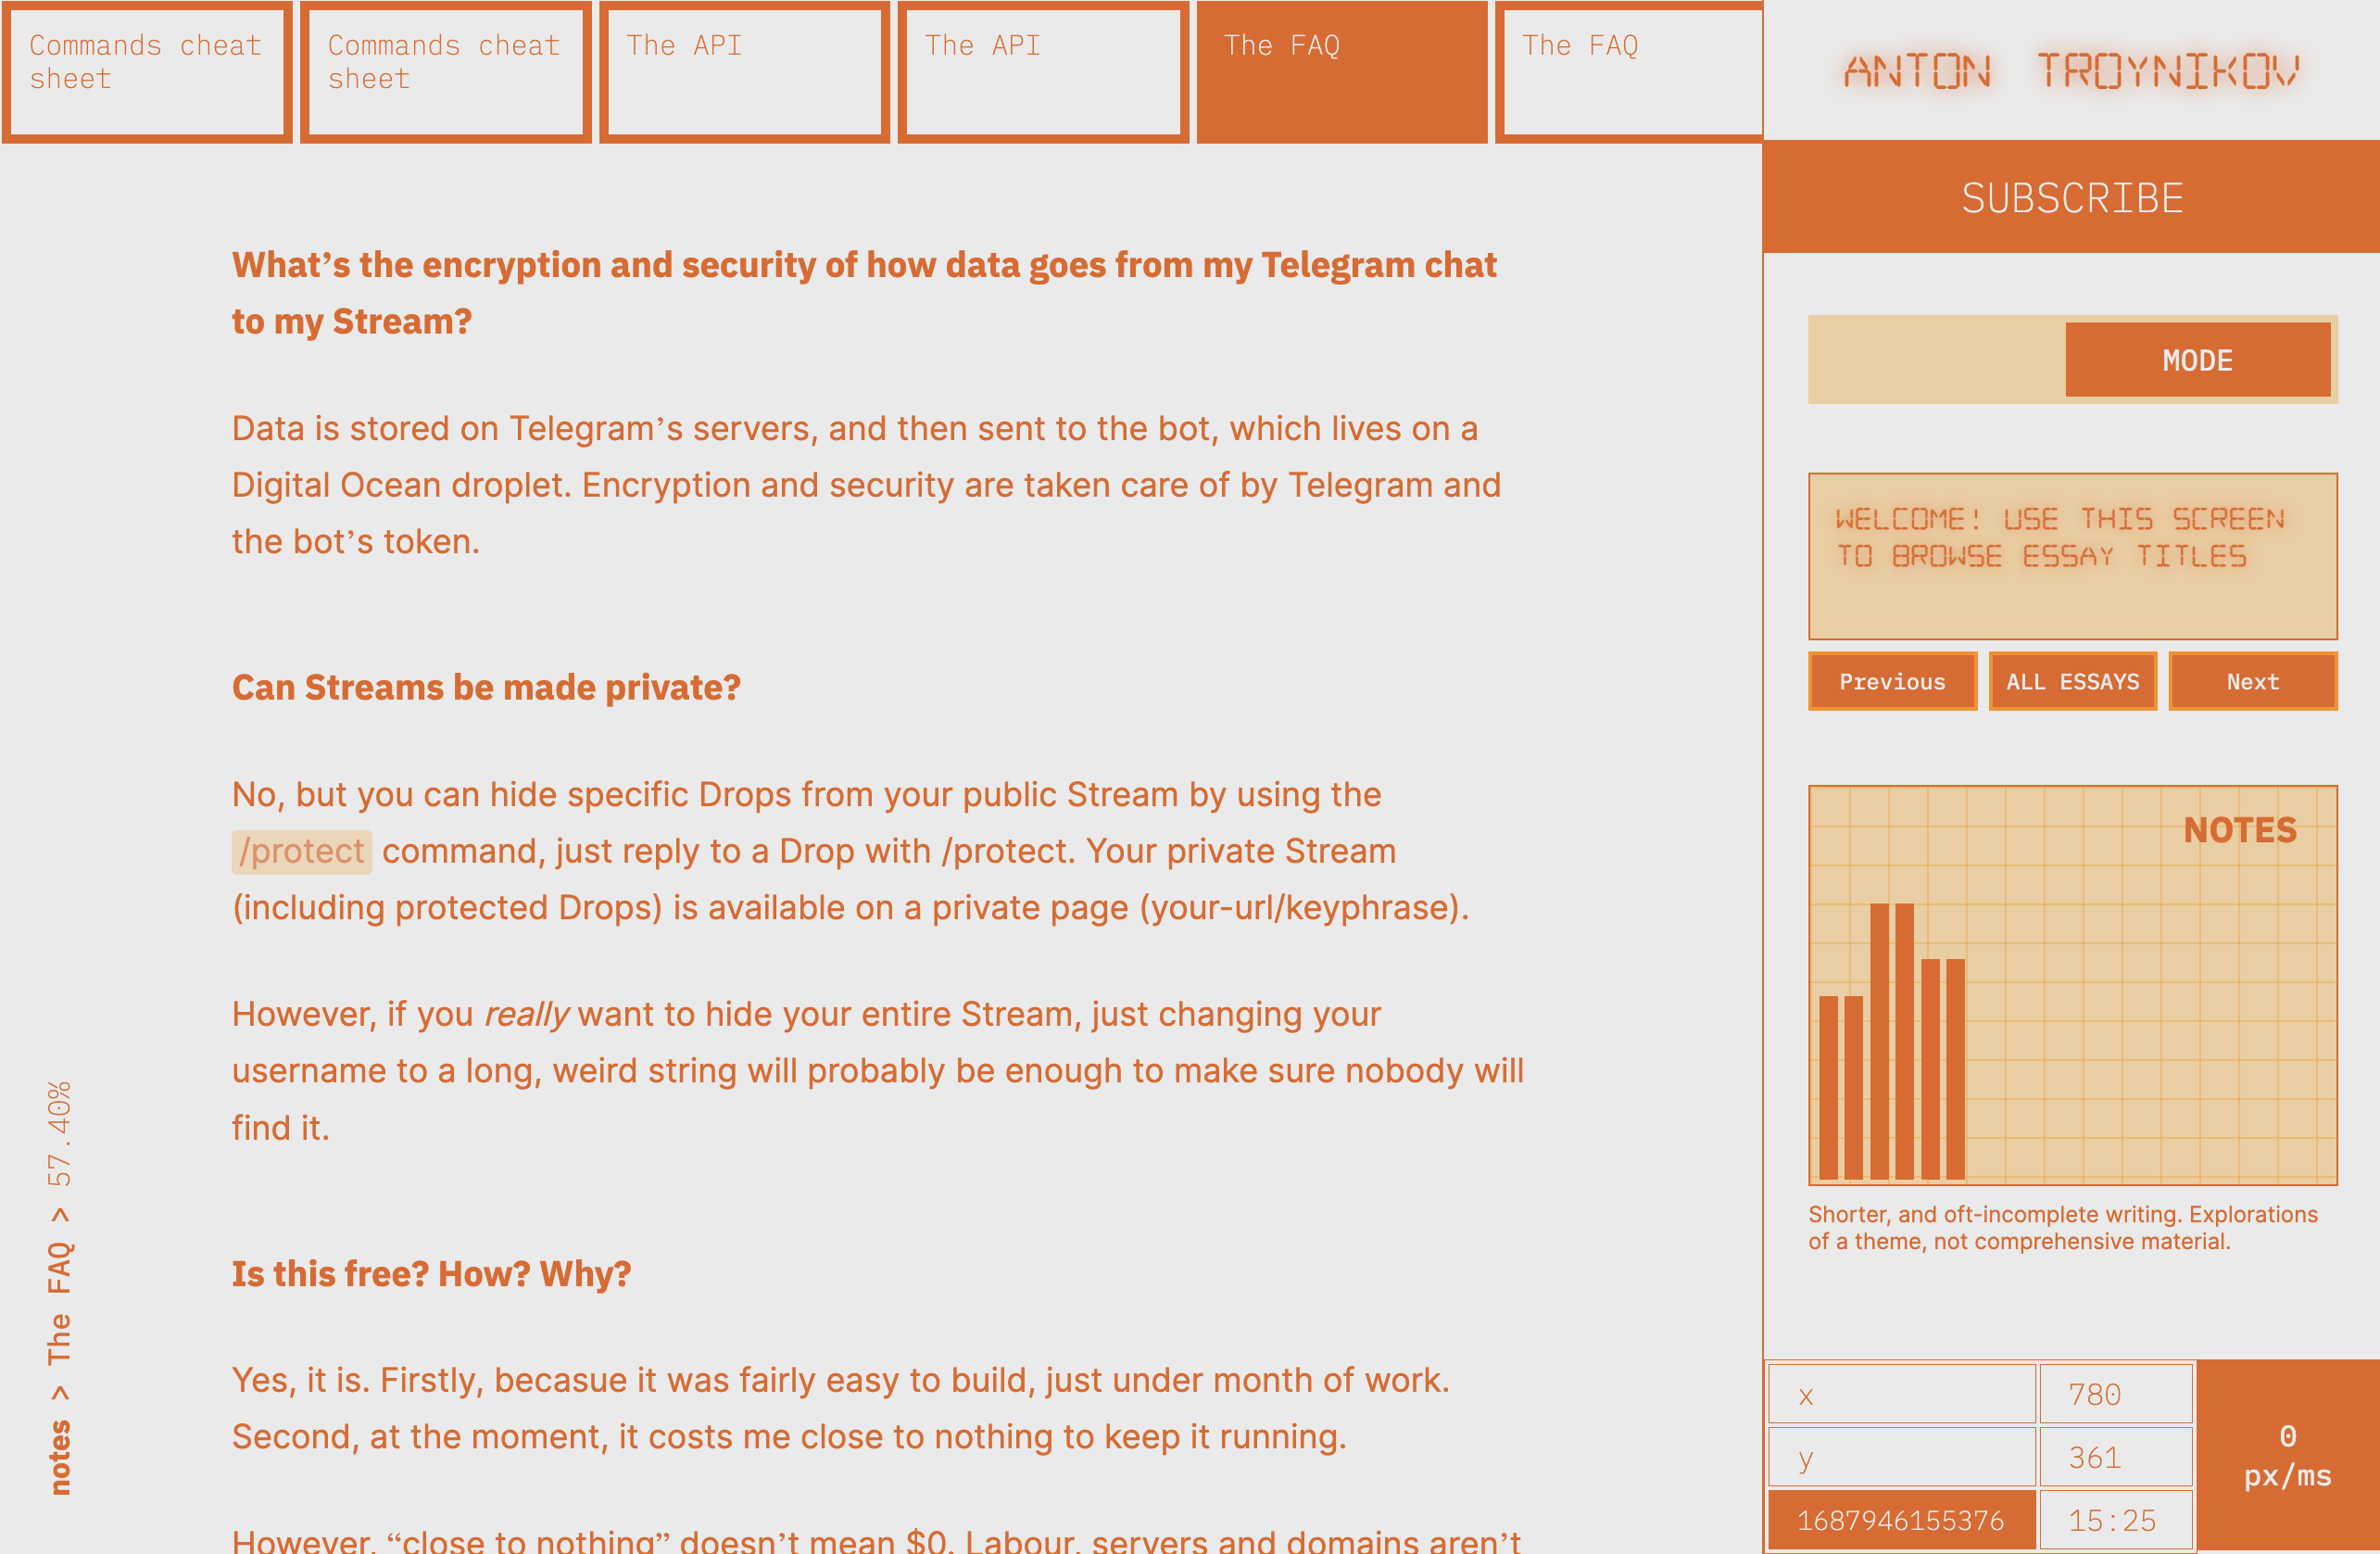 Commands cheat
sheet
Commands cheat
sheet
The API
The API
The FAQ
The FAQ
ANTON TROYNIKOV
SUBSCRIBE
What’s the encryption and security of how data goes from my Telegram chat
to my Stream?
Data is stored on Telegram’s servers, and then sent to the bot, which lives on a
Digital Ocean droplet. Encryption and security are taken care of by Telegram and
the bot’s token.
Can Streams be made private?
No, but you can hide specific Drops from your public Stream by using the
/protect command, just reply to a Drop with /protect. Your private Stream
(including protected Drops) is available on a private page (your-url/keyphrase).
However, if you really want to hide your entire Stream, just changing your
username to a long, weird string will probably be enough to make sure nobody will
find it.
Is this free? How? Why?
Yes, it is. Firstly, becasue it was fairly easy to build, just under month of work.
Second, at the moment, it costs me close to nothing to keep it running.
However, “close to nothing” doesn’t mean $0. Labour, servers and domains aren’t
notes > The FAQ > 57.40%
MODE
WELCOME! USE THIS SCREEN
TO BROWSE ESSAY TITLES
Previous
ALL ESSAYS
Next
NOTES
Shorter, and oft-incomplete writing. Explorations
of a theme, not comprehensive material.
x
780
y
361
1687946155376
15:25
0
px/ms